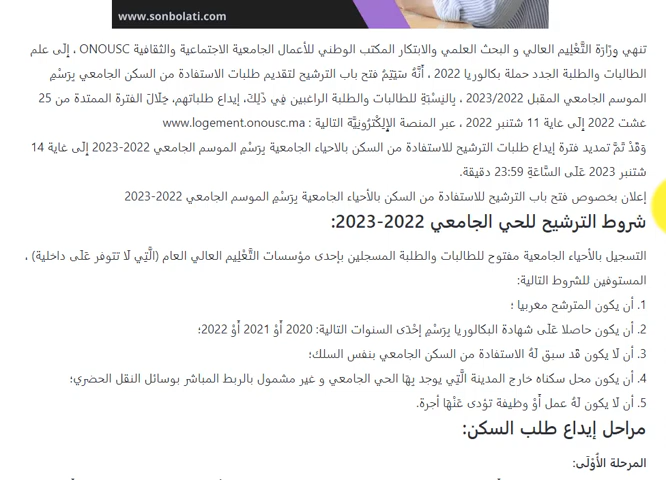 www.sonbolati.com
تنهي وِزَارَة التَّعْلِيم العالي و البحث العلمي والابتكار المكتب الوطني للأعمال الجامعية الاجتماعية والثقافية ONOUSC ، إلَى علم
الطالبات والطلبة الجدد حملة بكالوريا 2022 ، أَنَّهُ سَيَتِمُّ فتح باب الترشيح لتقديم طلبات الاستفادة من السكن الجامعي بِرَسْمِ
الموسم الجامعي المقبل 2023/2022 ، بِالنِسْبَةِ للطالبات والطلبة الراغبين فِي ذَلِكَ، إيداع طلباتهم، خِلَالَ الفترة الممتدة من 25
غشت 2022 إلَى غاية 11 شتنبر 2022 ، عبر المنصة الإِلِكْتْرُونِيَّة التالية : www.logement.onousc.ma
وَقَدْ تَمَّ تمديد فترة إيداع طلبات الترشيح للاستفادة من السكن بالاحياء الجامعية بِرَسْمِ الموسم الجامعي 2022-2023 إلَى غاية 14
شتنبر 2023 عَلَى السَّاعَةِ 23:59 دقيقة.
إعلان بخصوص فتح باب الترشيح للاستفادة من السكن بالأحياء الجامعية بِرَسْمِ الموسم الجامعي 2022-2023
شروط الترشيح للحي الجامعي 2022-2023:
التسجيل بالأحياء الجامعية مفتوح للطالبات والطلبة المسجلين بإحدى مؤسسات التَّعْلِيم العالي العام (الَّتِي لَا تتوفر عَلَى داخلية) ،
المستوفين للشروط التالية:
1. أن يكون المترشح مغربيا ؛
2. أن يكون حاصلا عَلَى شهادة البكالوريا بِرَسْمِ إِحْدَى السنوات التالية: 2020 أَوْ 2021 أَوْ 2022؛
3. أن لَا يكون قَد سبق لَهُ الاستفادة من السكن الجامعي بنفس السلك؛
4. أن يكون محل سكناه خارج المدينة الَّتِي يوجد بِهَا الحي الجامعي و غير مشمول بالربط المباشر بوسائل النقل الحضري؛
5. أن لَا يكون لَهُ عمل أَوْ وظيفة تؤدى عَنْهَا أجرة.
مراحل إيداع طلب السكن:
المرحلة الأُوْلَى: